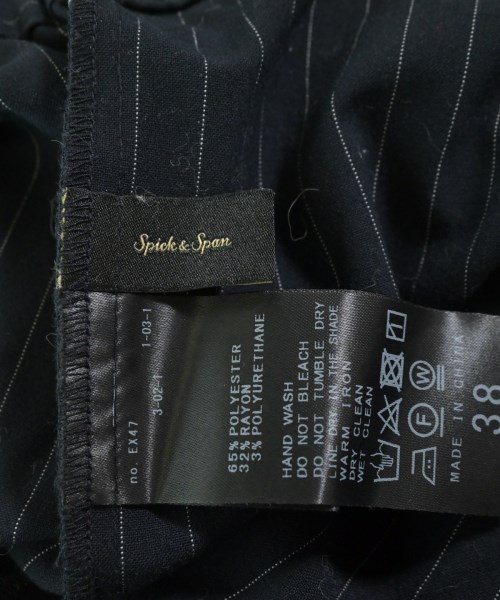 Spick & Span
65% POLYESTER
32% RAYON
3% POLYURETHANE
HAND WASH
DO NOT BLEACH
DO NOT TUMBLE DRY
LINE DRY IN THE SHADE
WARM IRON
DRY CLEAN
WET CLEAN
F
W
MADE IN CHINA
38
1-03-1
3-02-1
no. EX47